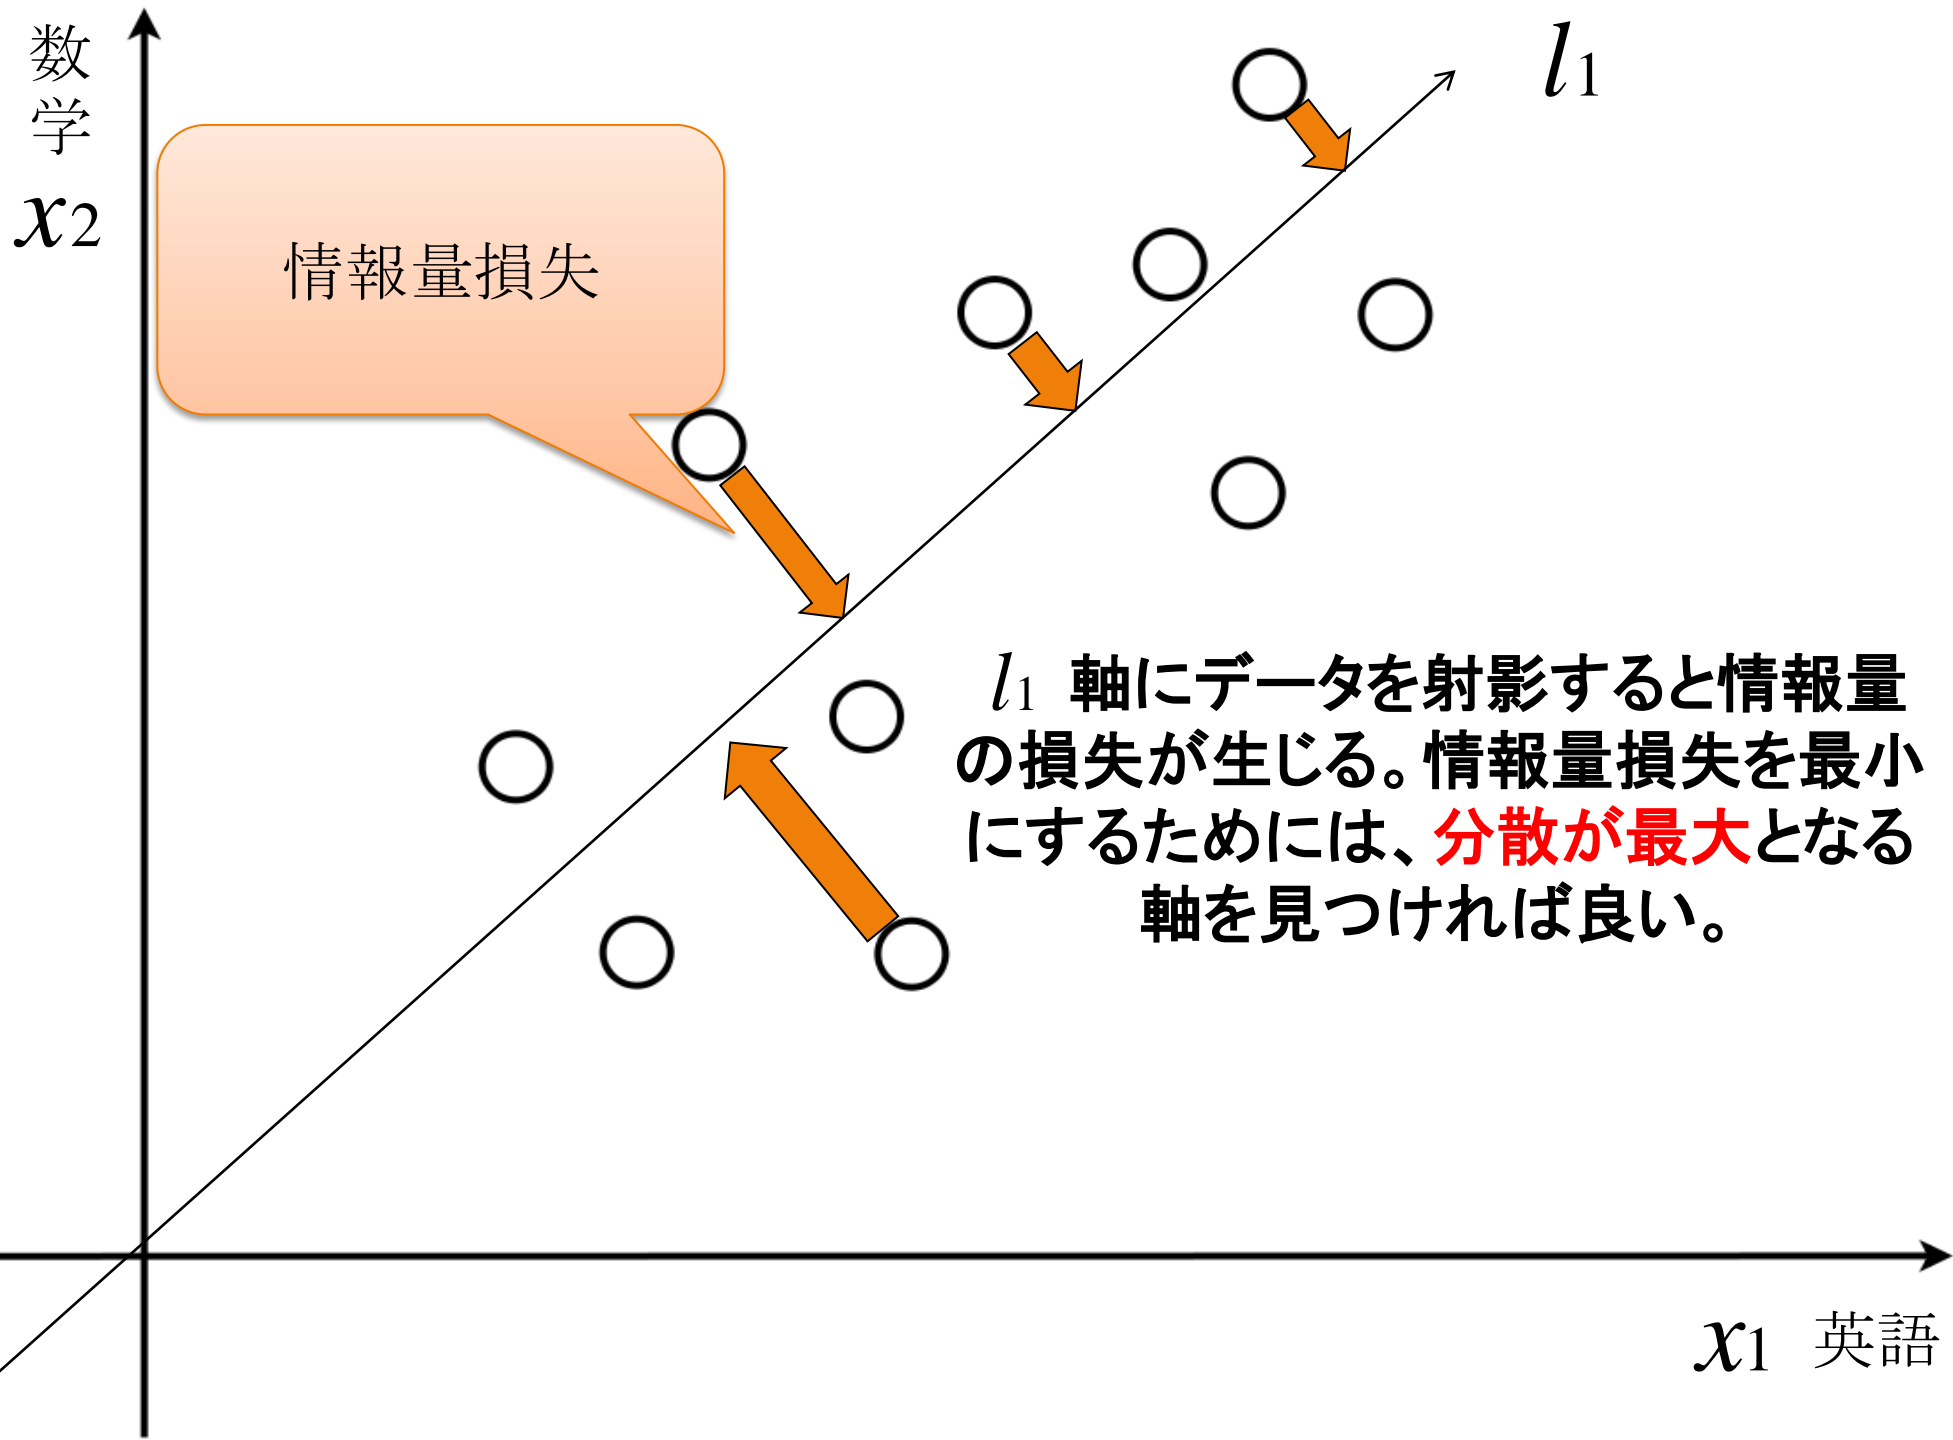 数
学
x2
l1
情報量損失
l1 軸にデータを射影すると情報量
の損失が生じる。情報量損失を最小
にするためには、分散が最大となる
軸を見つければ良い。
x1 英語